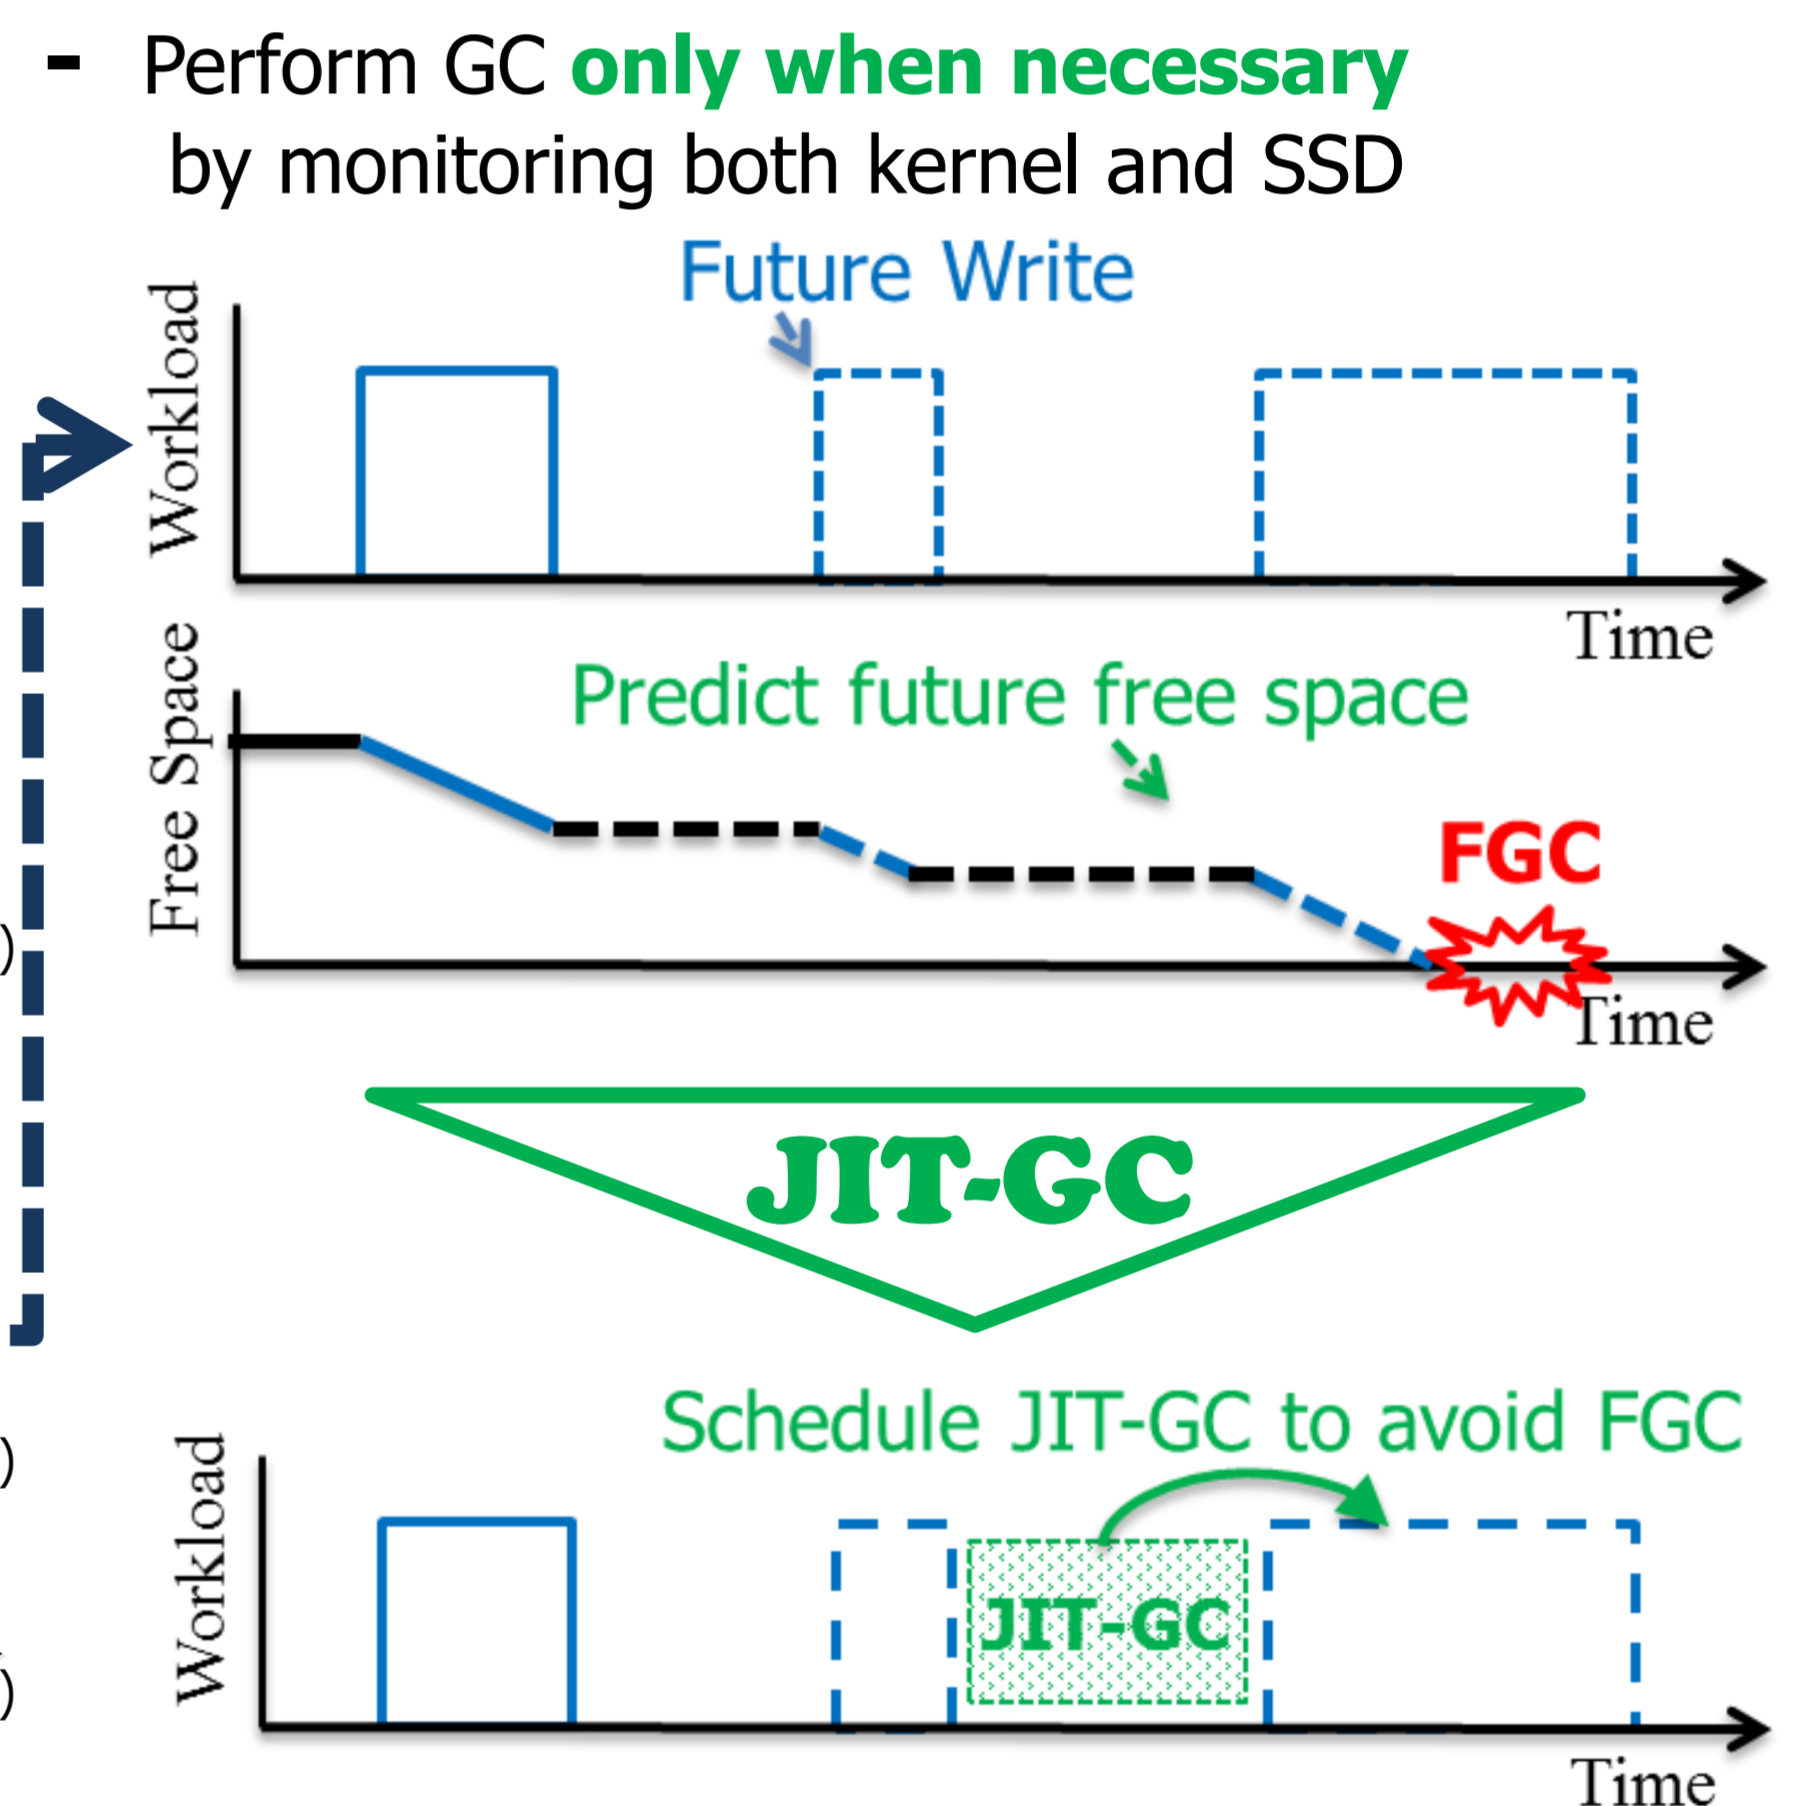 - Perform GC only when necessary
by monitoring both kernel and SSD
Future Write
Workload
Time
Predict future free space
Free Space
FGC
Time
JIT-GC
Schedule JIT-GC to avoid FGC
Workload
JIT-GC
Time
)
)
)